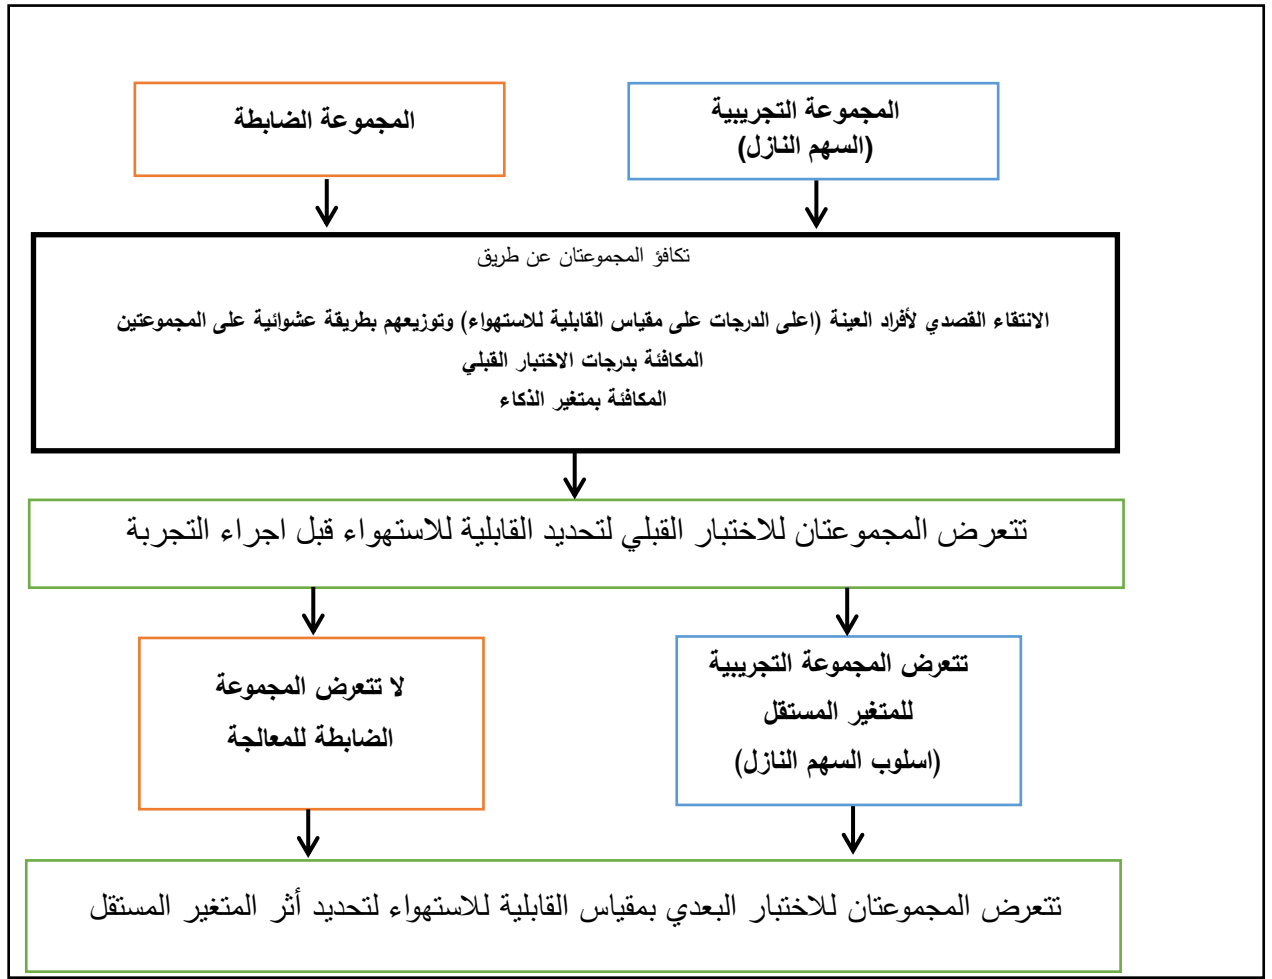 المجموعة التجريبية
(السهم النازل)
المجموعة الضابطة
تكافؤ المجموعتان عن طريق
الانتقاء القصدي لأفراد العينة (اعلى الدرجات على مقياس القابلية للاستهواء) وتوزيعهم بطريقة عشوائية على المجموعتين
المكافئة بدرجات الاختبار القبلي
المكافئة بمتغير الذكاء
تتعرض المجموعتان للاختبار القبلي لتحديد القابلية للاستهواء قبل اجراء التجربة
تتعرض المجموعة التجريبية
للمتغير المستقل
(اسلوب السهم النازل)
لا تتعرض المجموعة
الضابطة للمعالجة
تتعرض المجموعتان للاختبار البعدي بمقياس القابلية للاستهواء لتحديد أثر المتغير المستقل